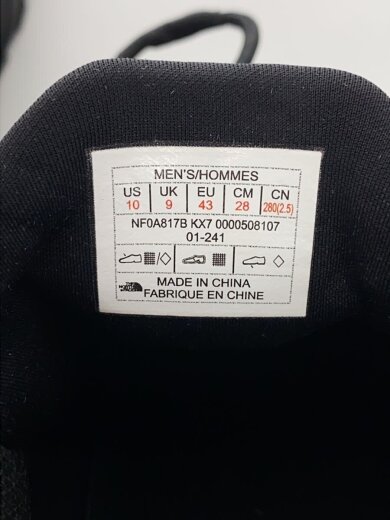 MEN'S/HOMMES
US UK EU CM CN
10 9 43 28 280(2.5)
NF0A817B KX7 0000508107
01-241
MADE IN CHINA
FABRIQUE EN CHINE
THE NORTH FACE